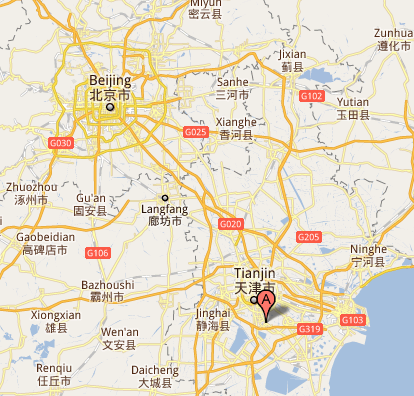 Miyun
密云县
Zunhua
遵化市
Jixian
蓟县
Beijing
北京市
Sanhe
三河市
G102
Yutian
玉田县
Xianghe
香河县
G025
G030
Zhuozhou
涿州市
Gu'an
固安县
Langfang
廊坊市
G020
G205
Gaobeidian
高碑店市
G106
Ninghe
宁河县
Tianjin
天津市
A
Bazhoushi
霸州市
Xiongxian
雄县
Jinghai
静海县
G103
G319
Wen'an
文安县
Renqiu
任丘市
Daicheng
大城县